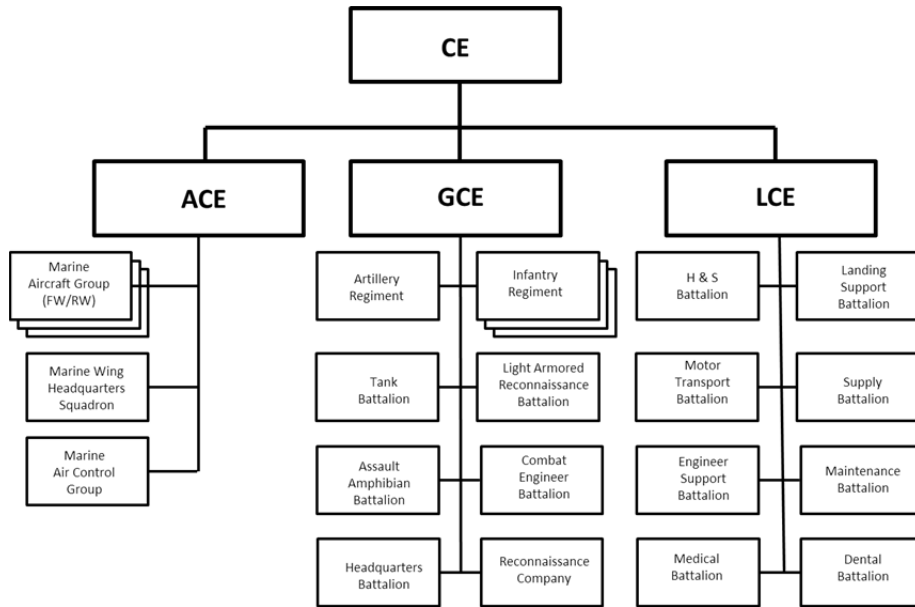 CE
ACE
GCE
LCE
Marine
Aircraft Group
(FW/RW)
Marine Wing
Headquarters
Squadron
Marine
Air Control
Group
Artillery
Regiment
Infantry
Regiment
Tank
Battalion
Light Armored
Reconnaissance
Battalion
Assault
Amphibian
Battalion
Combat
Engineer
Battalion
Headquarters
Battalion
Reconnaissance
Company
H & S
Battalion
Landing
Support
Battalion
Motor
Transport
Battalion
Supply
Battalion
Engineer
Support
Battalion
Maintenance
Battalion
Medical
Battalion
Dental
Battalion